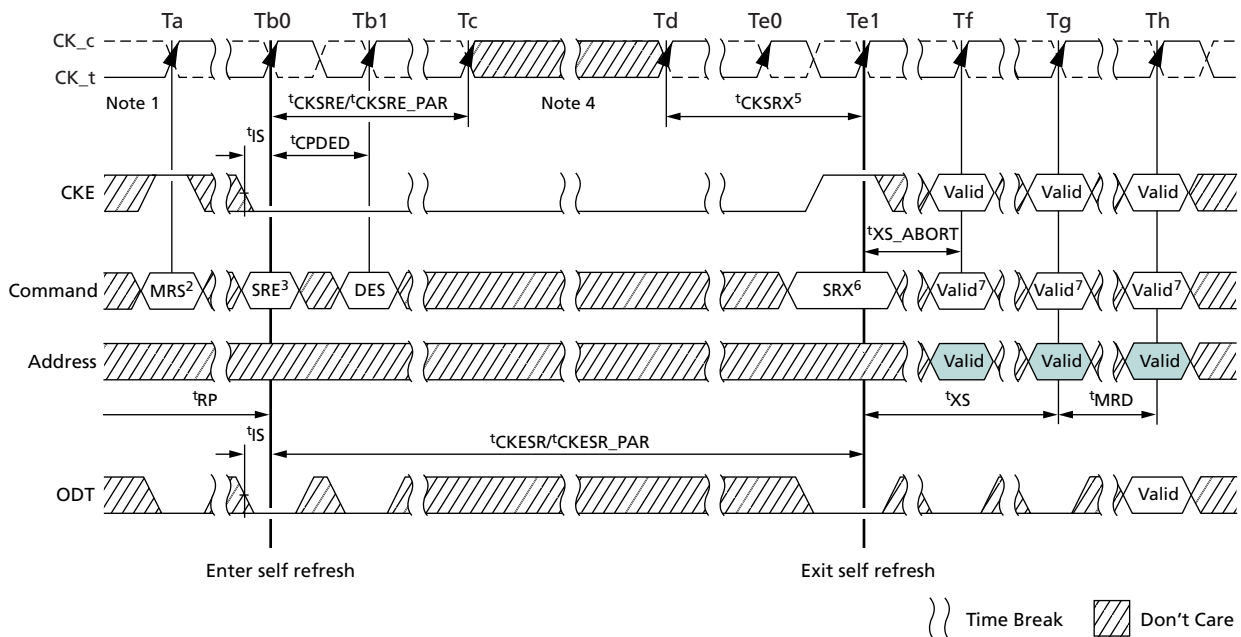 Ta Tb0 Tb1 Tc Td Te0 Te1 Tf Tg Th
CK_c
CK_t
Note 1
tCKSRE/tCKSRE_PAR
Note 4
tCKSRX5
tIS
tCPDED
CKE
Valid Valid Valid
tXS_ABORT
Command MRS2 SRE3 DES SRX6 Valid7 Valid7 Valid7
Address Valid Valid Valid
tRP tXS tMRD
tIS
tCKESR/tCKESR_PAR
ODT Valid
Enter self refresh Exit self refresh
Time Break Don't Care